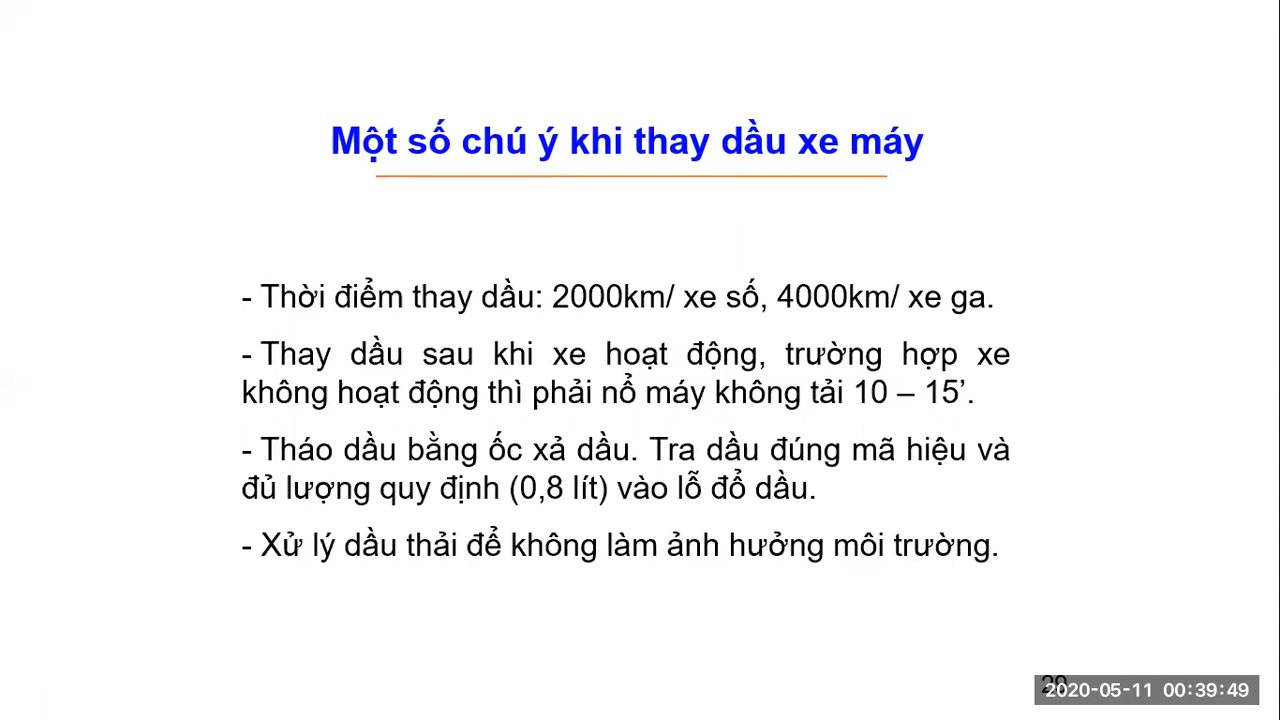 Một số chú ý khi thay dầu xe máy
- Thời điểm thay dầu: 2000km/ xe số, 4000km/ xe ga.
- Thay dầu sau khi xe hoạt động, trường hợp xe
không hoạt động thì phải nổ máy không tải 10 – 15’.
- Tháo dầu bằng ốc xả dầu. Tra dầu đúng mã hiệu và
đủ lượng quy định (0,8 lít) vào lỗ đổ dầu.
- Xử lý dầu thải để không làm ảnh hưởng môi trường.
2020-05-11 00:39:49